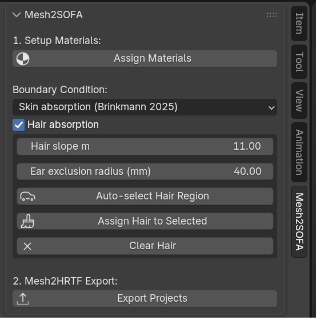 Mesh2SOFA
1. Setup Materials:
Assign Materials
Boundary Condition:
Skin absorption (Brinkmann 2025)
Hair absorption
Hair slope m 11.00
Ear exclusion radius (mm) 40.00
Auto-select Hair Region
Assign Hair to Selected
Clear Hair
2. Mesh2HRTF Export:
Export Projects
Item
Tool
View
Animation
Mesh2SOFA